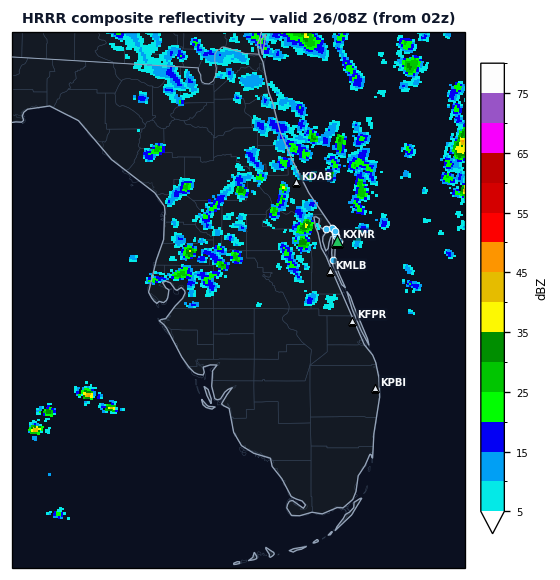 HRRR composite reflectivity — valid 26/08Z (from 02z)
KDAB
KXMR
KMLB
KFPR
KPBI
75
65
55
45
35
25
15
5
dBZ